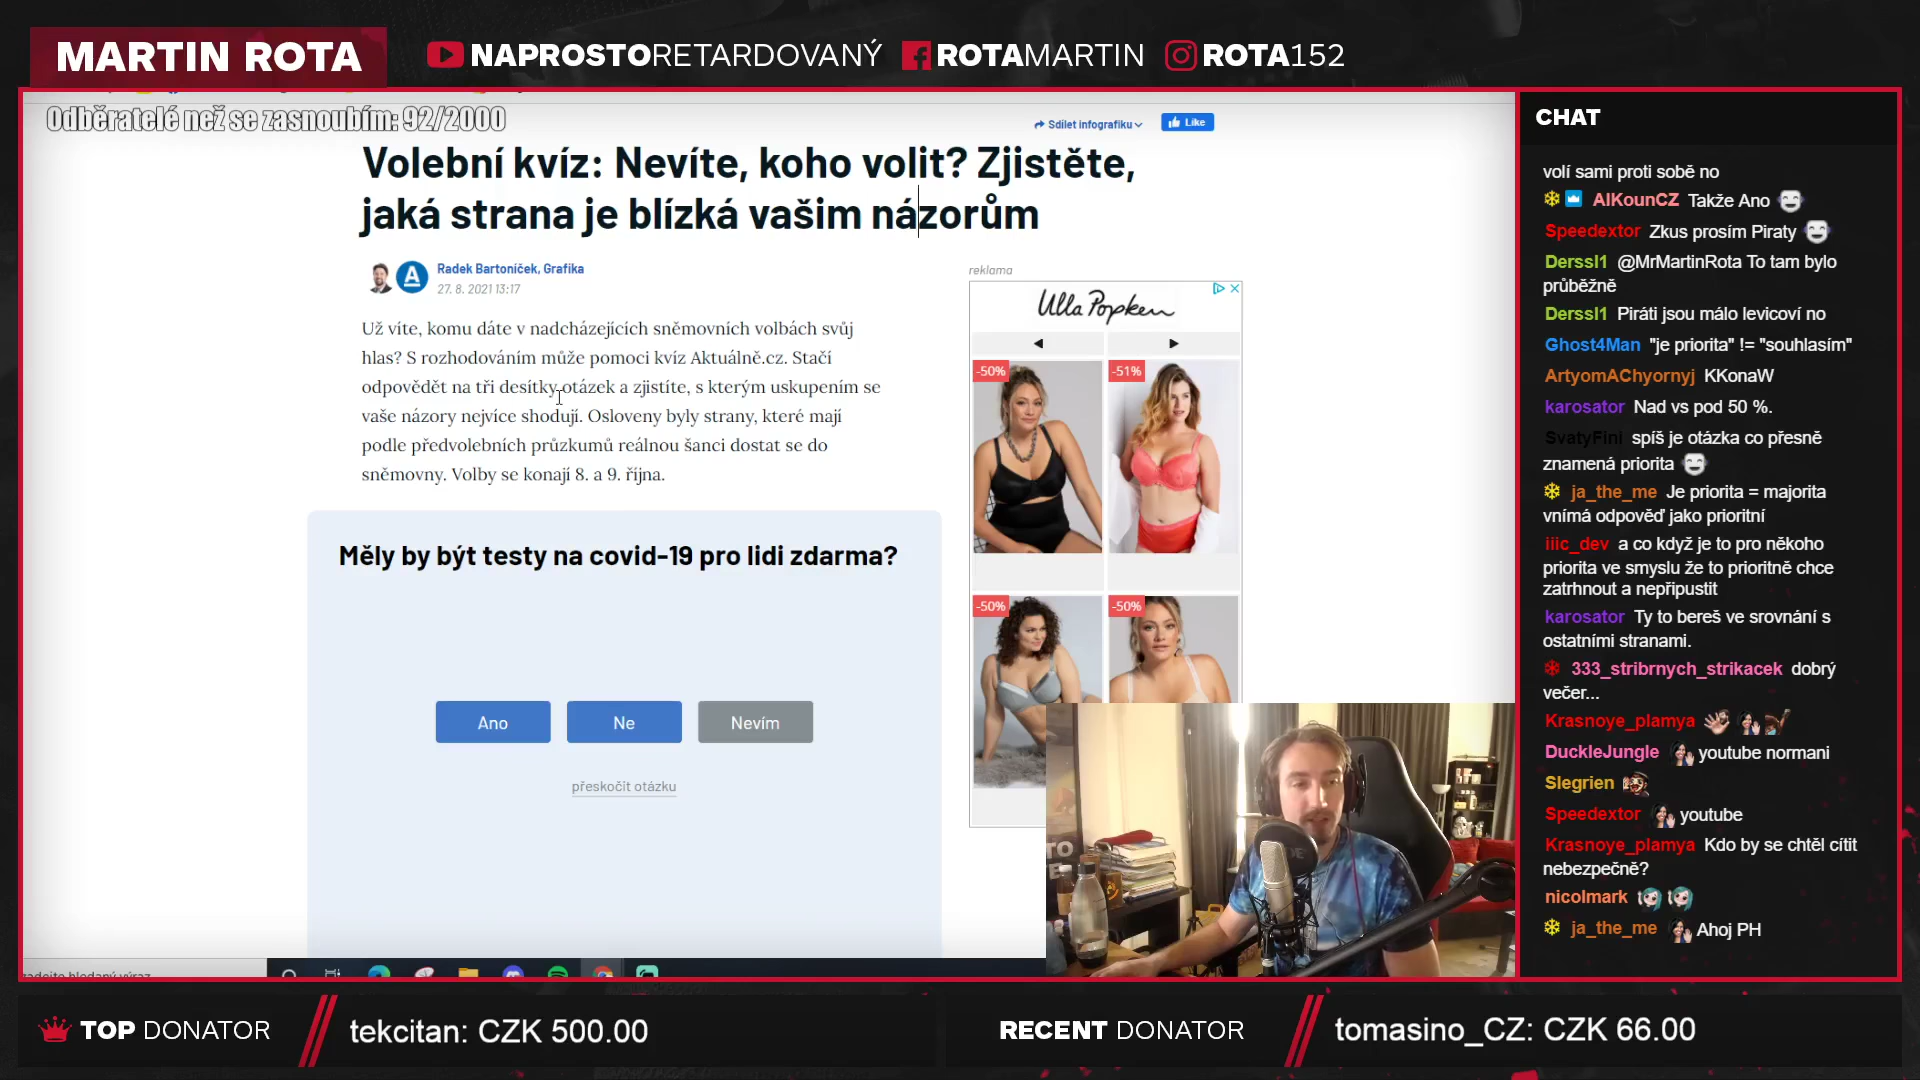 MARTIN ROTA
NAPROSTORETARDOVANÝ
ROTAMARTIN
ROTA152
Odběratelé než se zasnoubím: 92/2000
Sdílet infografiku
Like
Volební kvíz: Nevíte, koho volit? Zjistěte,
jaká strana je blízká vašim názorům
Radek Bartoníček, Grafika
27. 8. 2021 13:17
Už víte, komu dáte v nadcházejících sněmovních volbách svůj
hlas? S rozhodováním může pomoci kvíz Aktuálně.cz. Stačí
odpovědět na tři desítky otázek a zjistíte, s kterým uskupením se
vaše názory nejvíce shodují. Osloveny byly strany, které mají
podle předvolebních průzkumů reálnou šanci dostat se do
sněmovny. Volby se konají 8. a 9. října.
Měly by být testy na covid-19 pro lidi zdarma?
Ano
Ne
Nevím
přeskočit otázku
reklama
Ulla Popken
-50%
-51%
-50%
-50%
CHAT
volí sami proti sobě no
AlKounCZ Takže Ano
Speedextor Zkus prosím Piraty
Derssl1 @MrMartinRota To tam bylo
průběžně
Derssl1 Piráti jsou málo levicoví no
Ghost4Man "je priorita" != "souhlasím"
ArtyomAChyornyj KKonaW
karosator Nad vs pod 50 %.
SvatyFini spíš je otázka co přesně
znamená priorita
ja_the_me Je priorita = majorita
vnímá odpověď jako prioritní
iiic_dev a co když je to pro někoho
priorita ve smyslu že to prioritně chce
zatrhnout a nepřipustit
karosator Ty to bereš ve srovnání s
ostatními stranami.
333_stribrnych_strikacek dobrý
večer...
Krasnoye_plamya
DuckleJungle youtube normani
Slegrien
Speedextor youtube
Krasnoye_plamya Kdo by se chtěl cítit
nebezpečně?
nicolmark
ja_the_me Ahoj PH
TOP DONATOR
tekcitan: CZK 500.00
RECENT DONATOR
tomasino_CZ: CZK 66.00